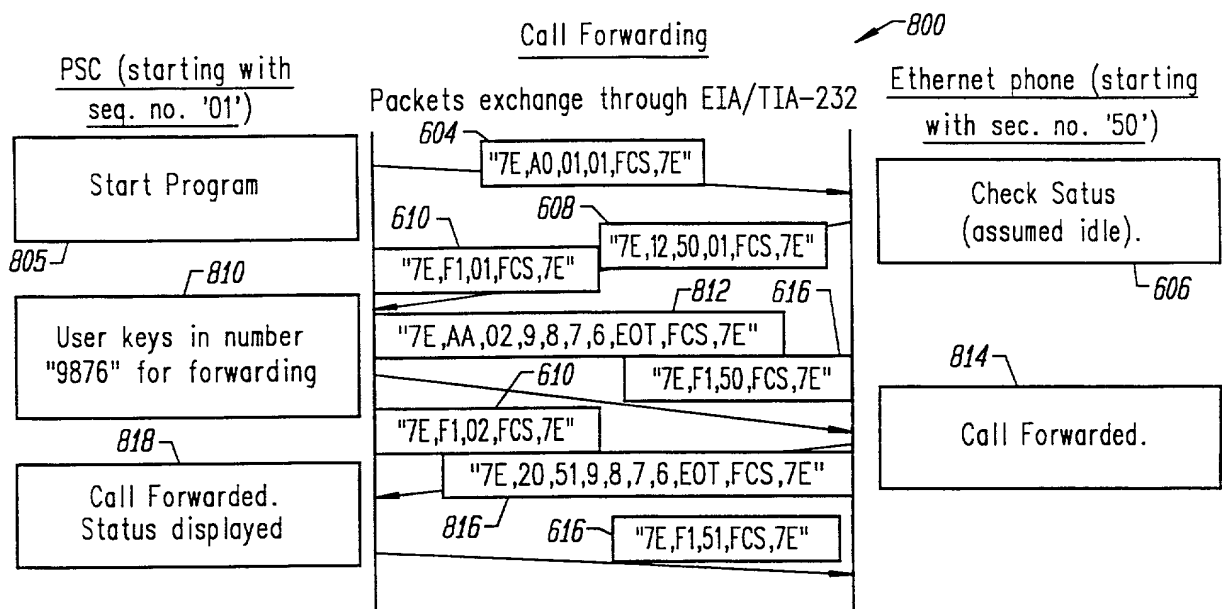 Call Forwarding
800
PSC (starting with
seq. no. '01')
Packets exchange through EIA/TIA-232
Ethernet phone (starting
with sec. no. '50')
604
"7E,A0,01,01,FCS,7E"
Start Program
805
Check Satus
(assumed idle).
606
608
"7E,12,50,01,FCS,7E"
610
"7E,F1,01,FCS,7E"
810
User keys in number
"9876" for forwarding
812
"7E,AA,02,9,8,7,6,EOT,FCS,7E"
616
"7E,F1,50,FCS,7E"
814
Call Forwarded.
610
"7E,F1,02,FCS,7E"
818
Call Forwarded.
Status displayed
"7E,20,51,9,8,7,6,EOT,FCS,7E"
816
616
"7E,F1,51,FCS,7E"